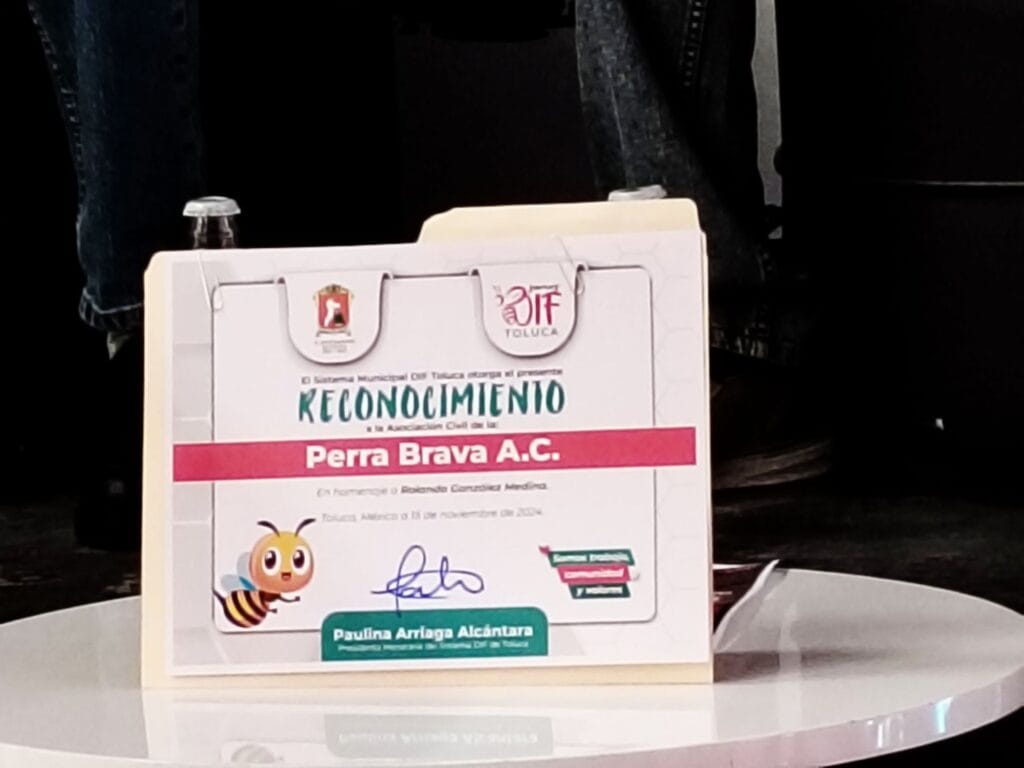 DIF
TOLUCA
El Sistema Municipal DIF Toluca otorga el presente
RECONOCIMIENTO
a la Asociación Civil de la:
Perra Brava A.C.
En homenaje a Rolando González Medina.
Toluca, México a 13 de noviembre de 2024.
Somos trabajo,
comunidad
y valores
Paulina Arriaga Alcántara
Presidenta Honoraria del Sistema DIF de Toluca